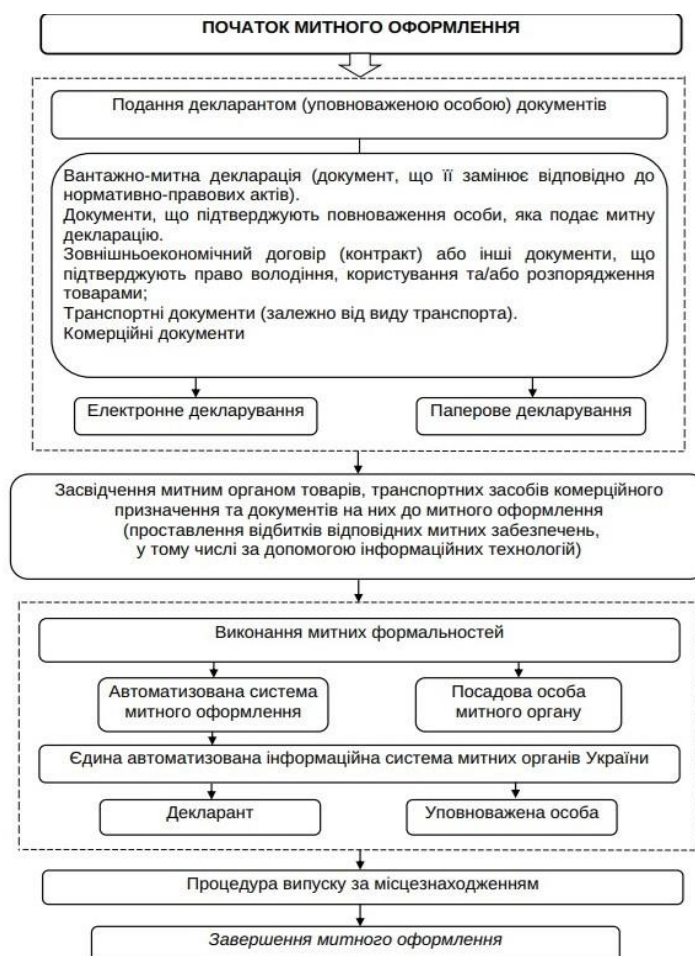 ПОЧАТОК МИТНОГО ОФОРМЛЕННЯ
Подання декларантом (уповноваженою особою) документів
Вантажно-митна декларація (документ, що її замінює відповідно до
нормативно-правових актів).
Документи, що підтверджують повноваження особи, яка подає митну
декларацію.
Зовнішньоекономічний договір (контракт) або інші документи, що
підтверджують право володіння, користування та/або розпорядження
товарами;
Транспортні документи (залежно від виду транспорта).
Комерційні документи
Електронне декларування
Паперове декларування
Засвідчення митним органом товарів, транспортних засобів комерційного
призначення та документів на них до митного оформлення
(проставлення відбитків відповідних митних забезпечень,
у тому числі за допомогою інформаційних технологій)
Виконання митних формальностей
Автоматизована система
митного оформлення
Посадова особа
митного органу
Єдина автоматизована інформаційна система митних органів України
Декларант
Уповноважена особа
Процедура випуску за місцезнаходженням
Завершення митного оформлення